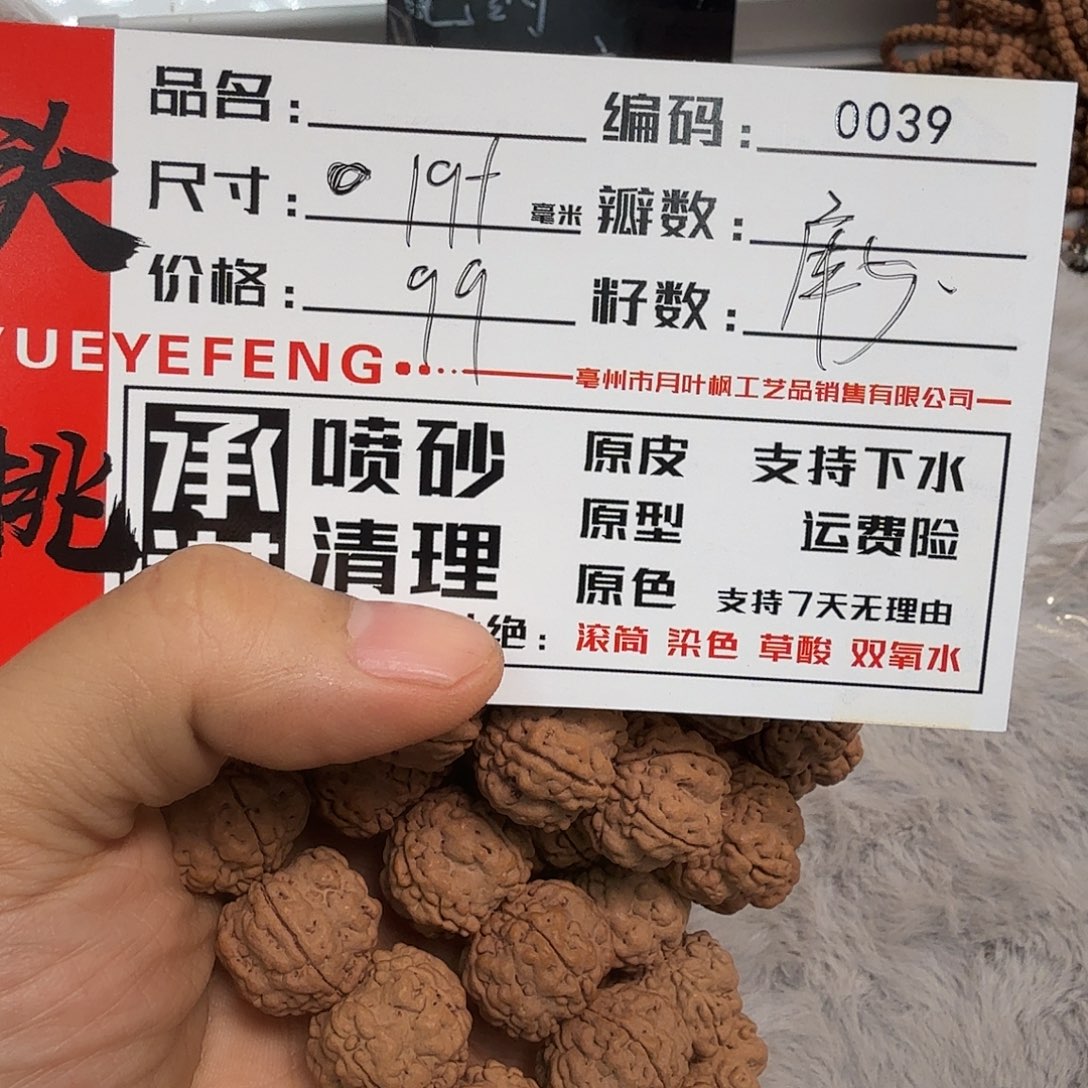 品名： 编码： 0039
尺寸： 19+ 毫米 瓣数：
价格： 99 籽数：
YUEYEFENG
亳州市月叶枫工艺品销售有限公司
头
挑
承
喷砂
清理
原皮
原型
原色
支持下水
运费险
支持7天无理由
绝： 滚筒 染色 草酸 双氧水